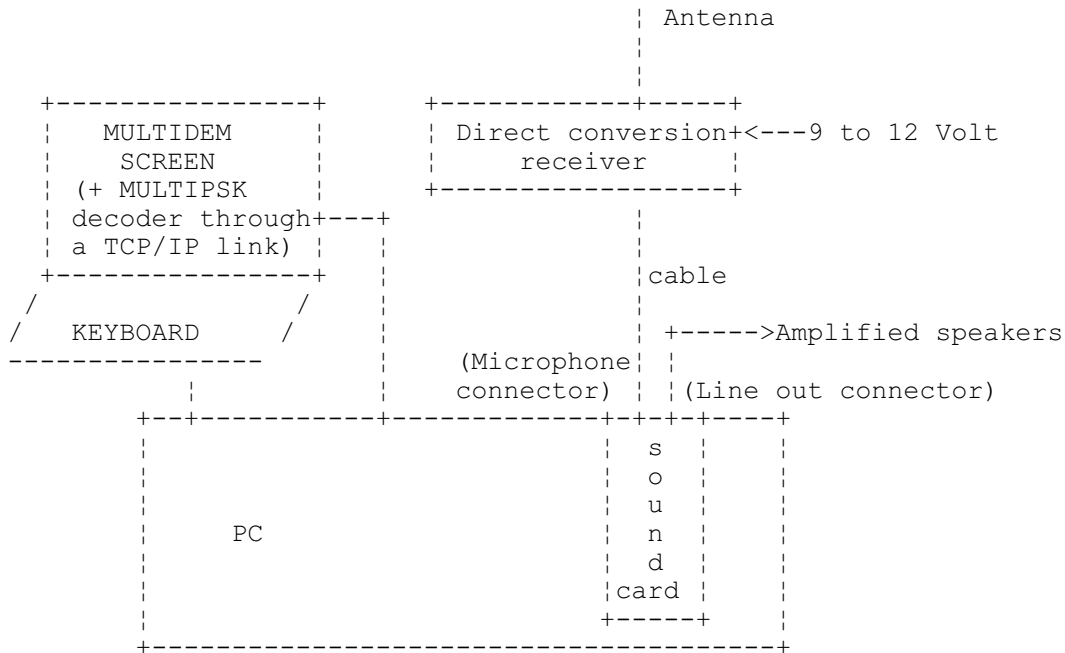 Antenna
MULTIDEM
SCREEN
(+ MULTIPSK
decoder through
a TCP/IP link)
Direct conversion
receiver
<---9 to 12 Volt
cable
KEYBOARD
----->Amplified speakers
(Microphone
connector)
(Line out connector)
PC
s
o
u
n
d
card